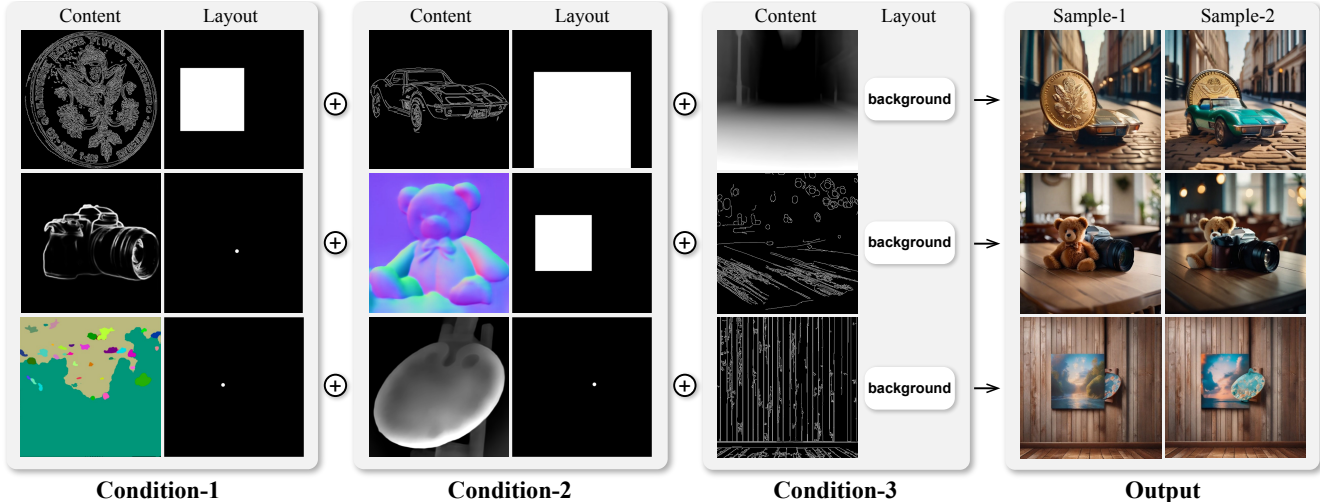 Content Layout Content Layout Content Layout Sample-1 Sample-2
background
background
background
Condition-1 Condition-2 Condition-3 Output